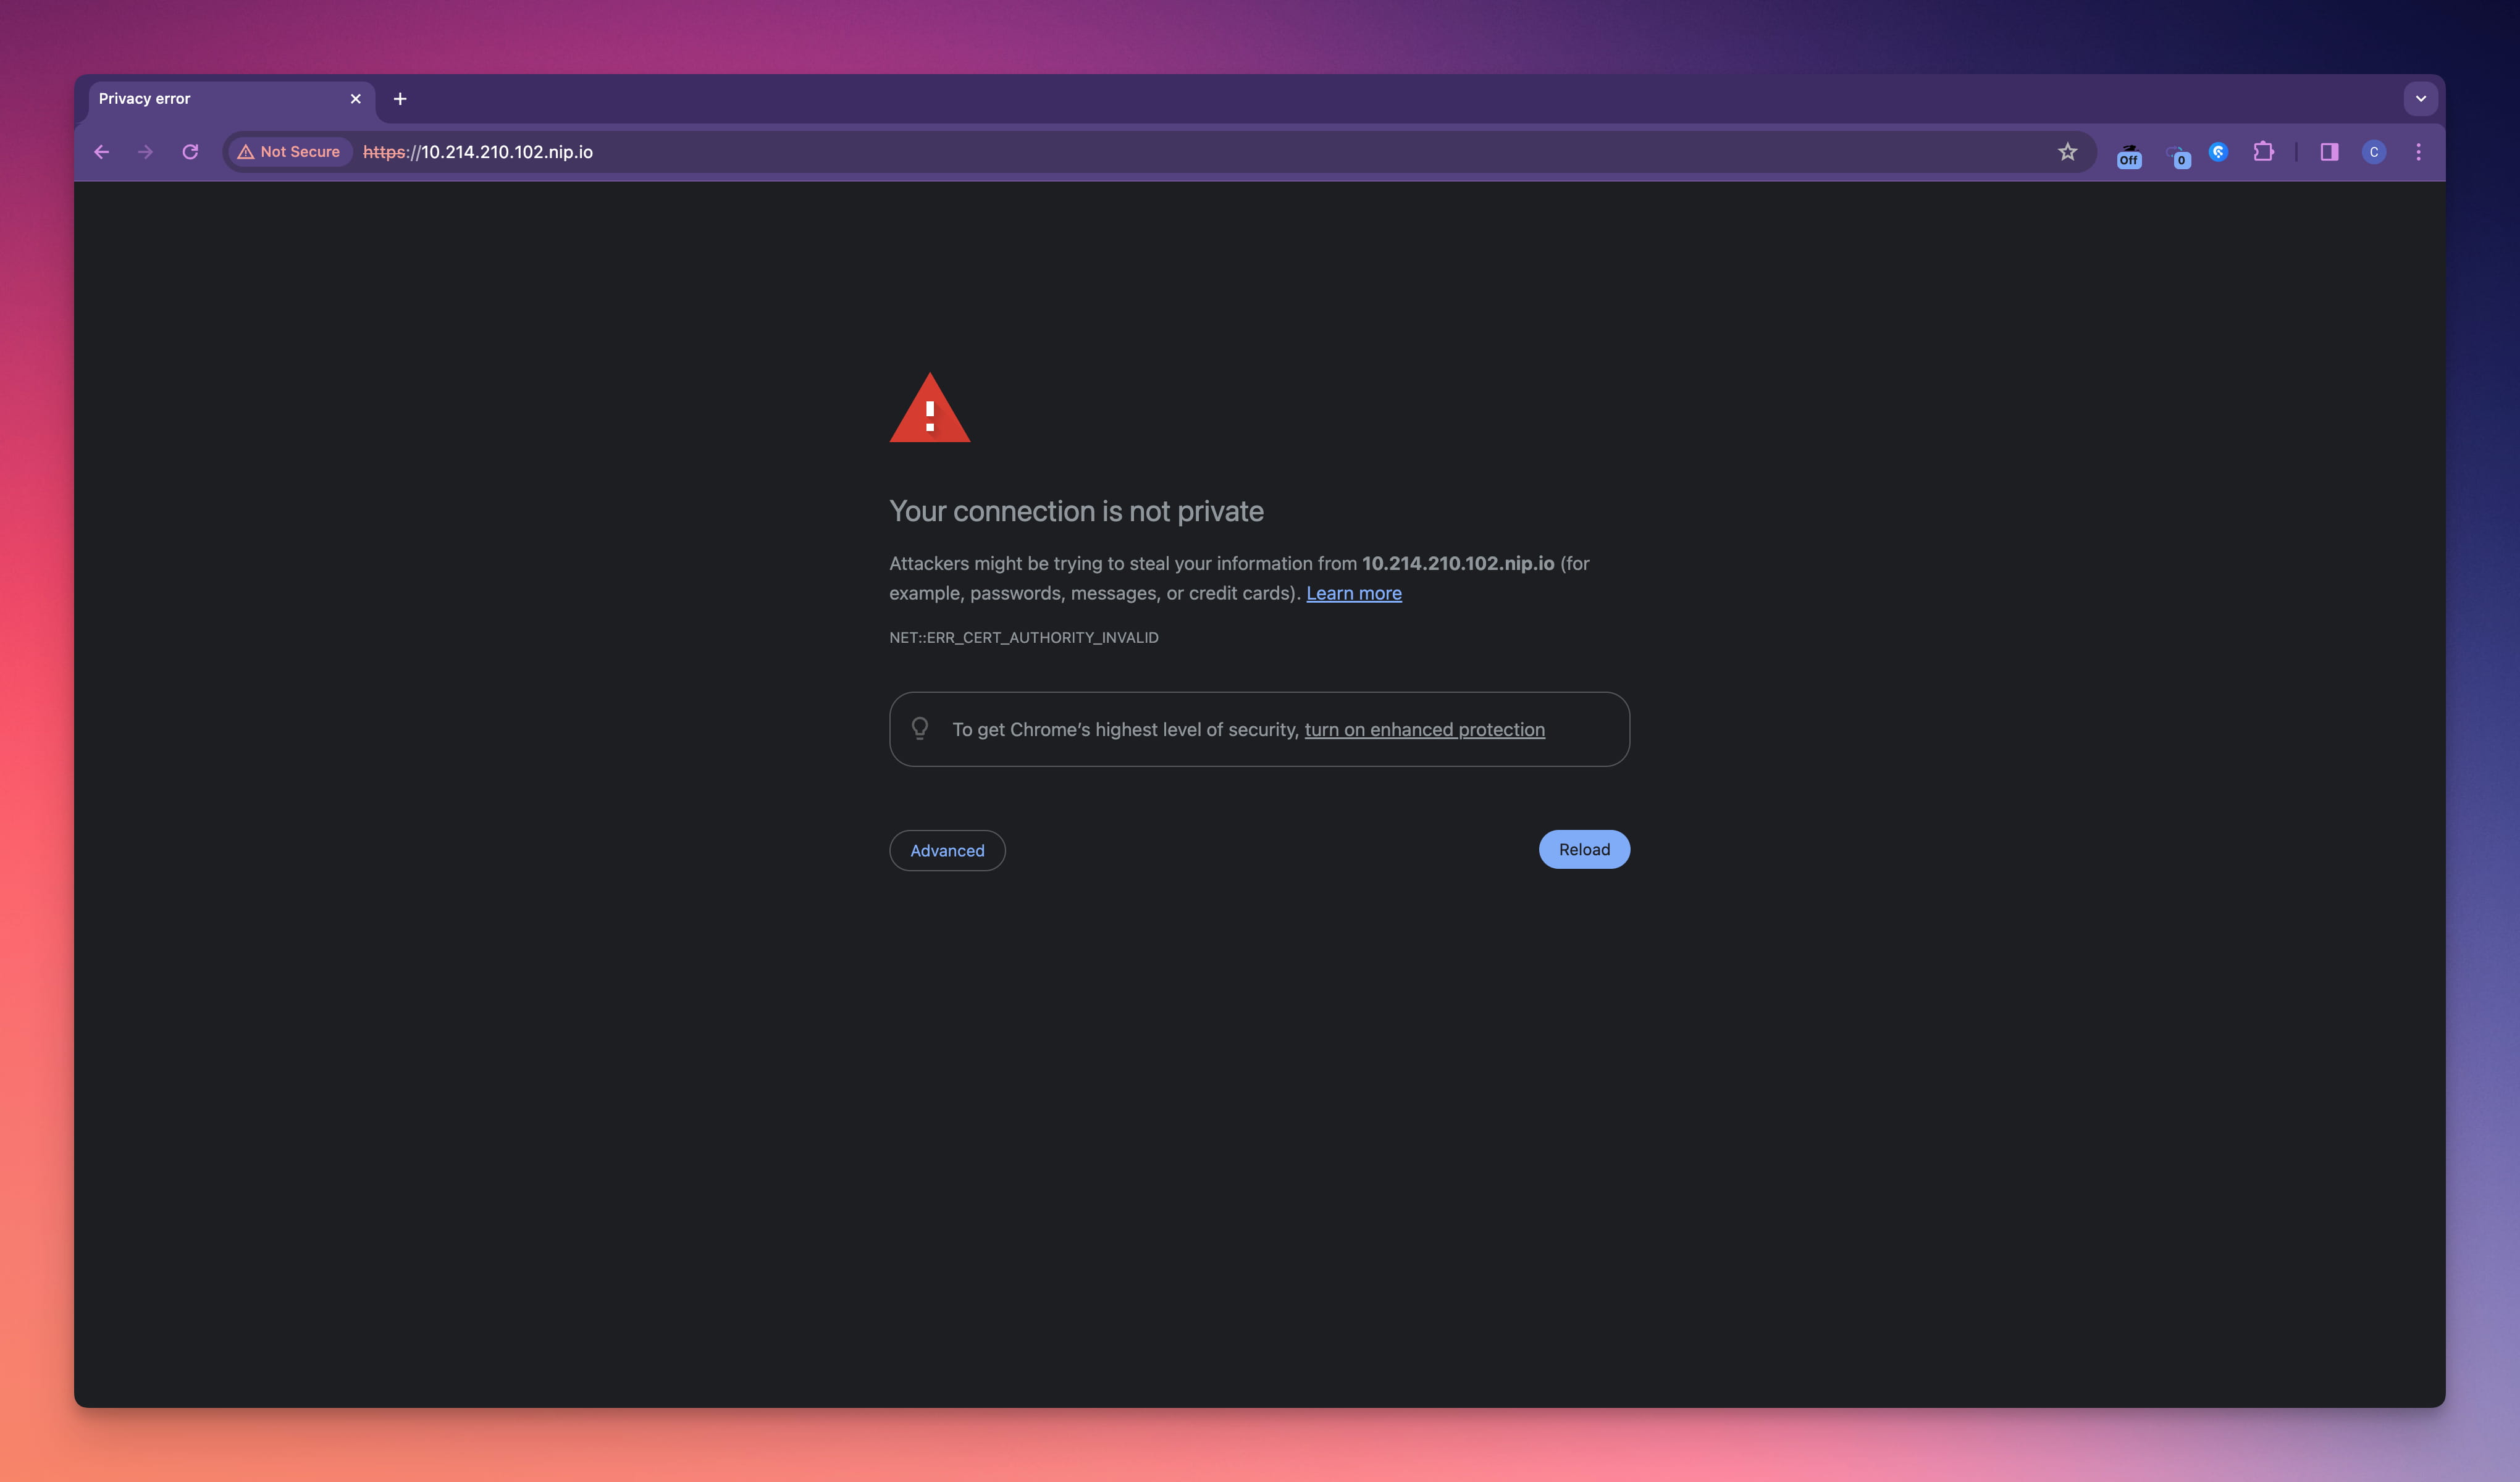 Privacy error
Not Secure
https://10.214.210.102.nip.io
Off
0
C
Your connection is not private
Attackers might be trying to steal your information from 10.214.210.102.nip.io (for
example, passwords, messages, or credit cards). Learn more
NET::ERR_CERT_AUTHORITY_INVALID
To get Chrome’s highest level of security, turn on enhanced protection
Advanced
Reload